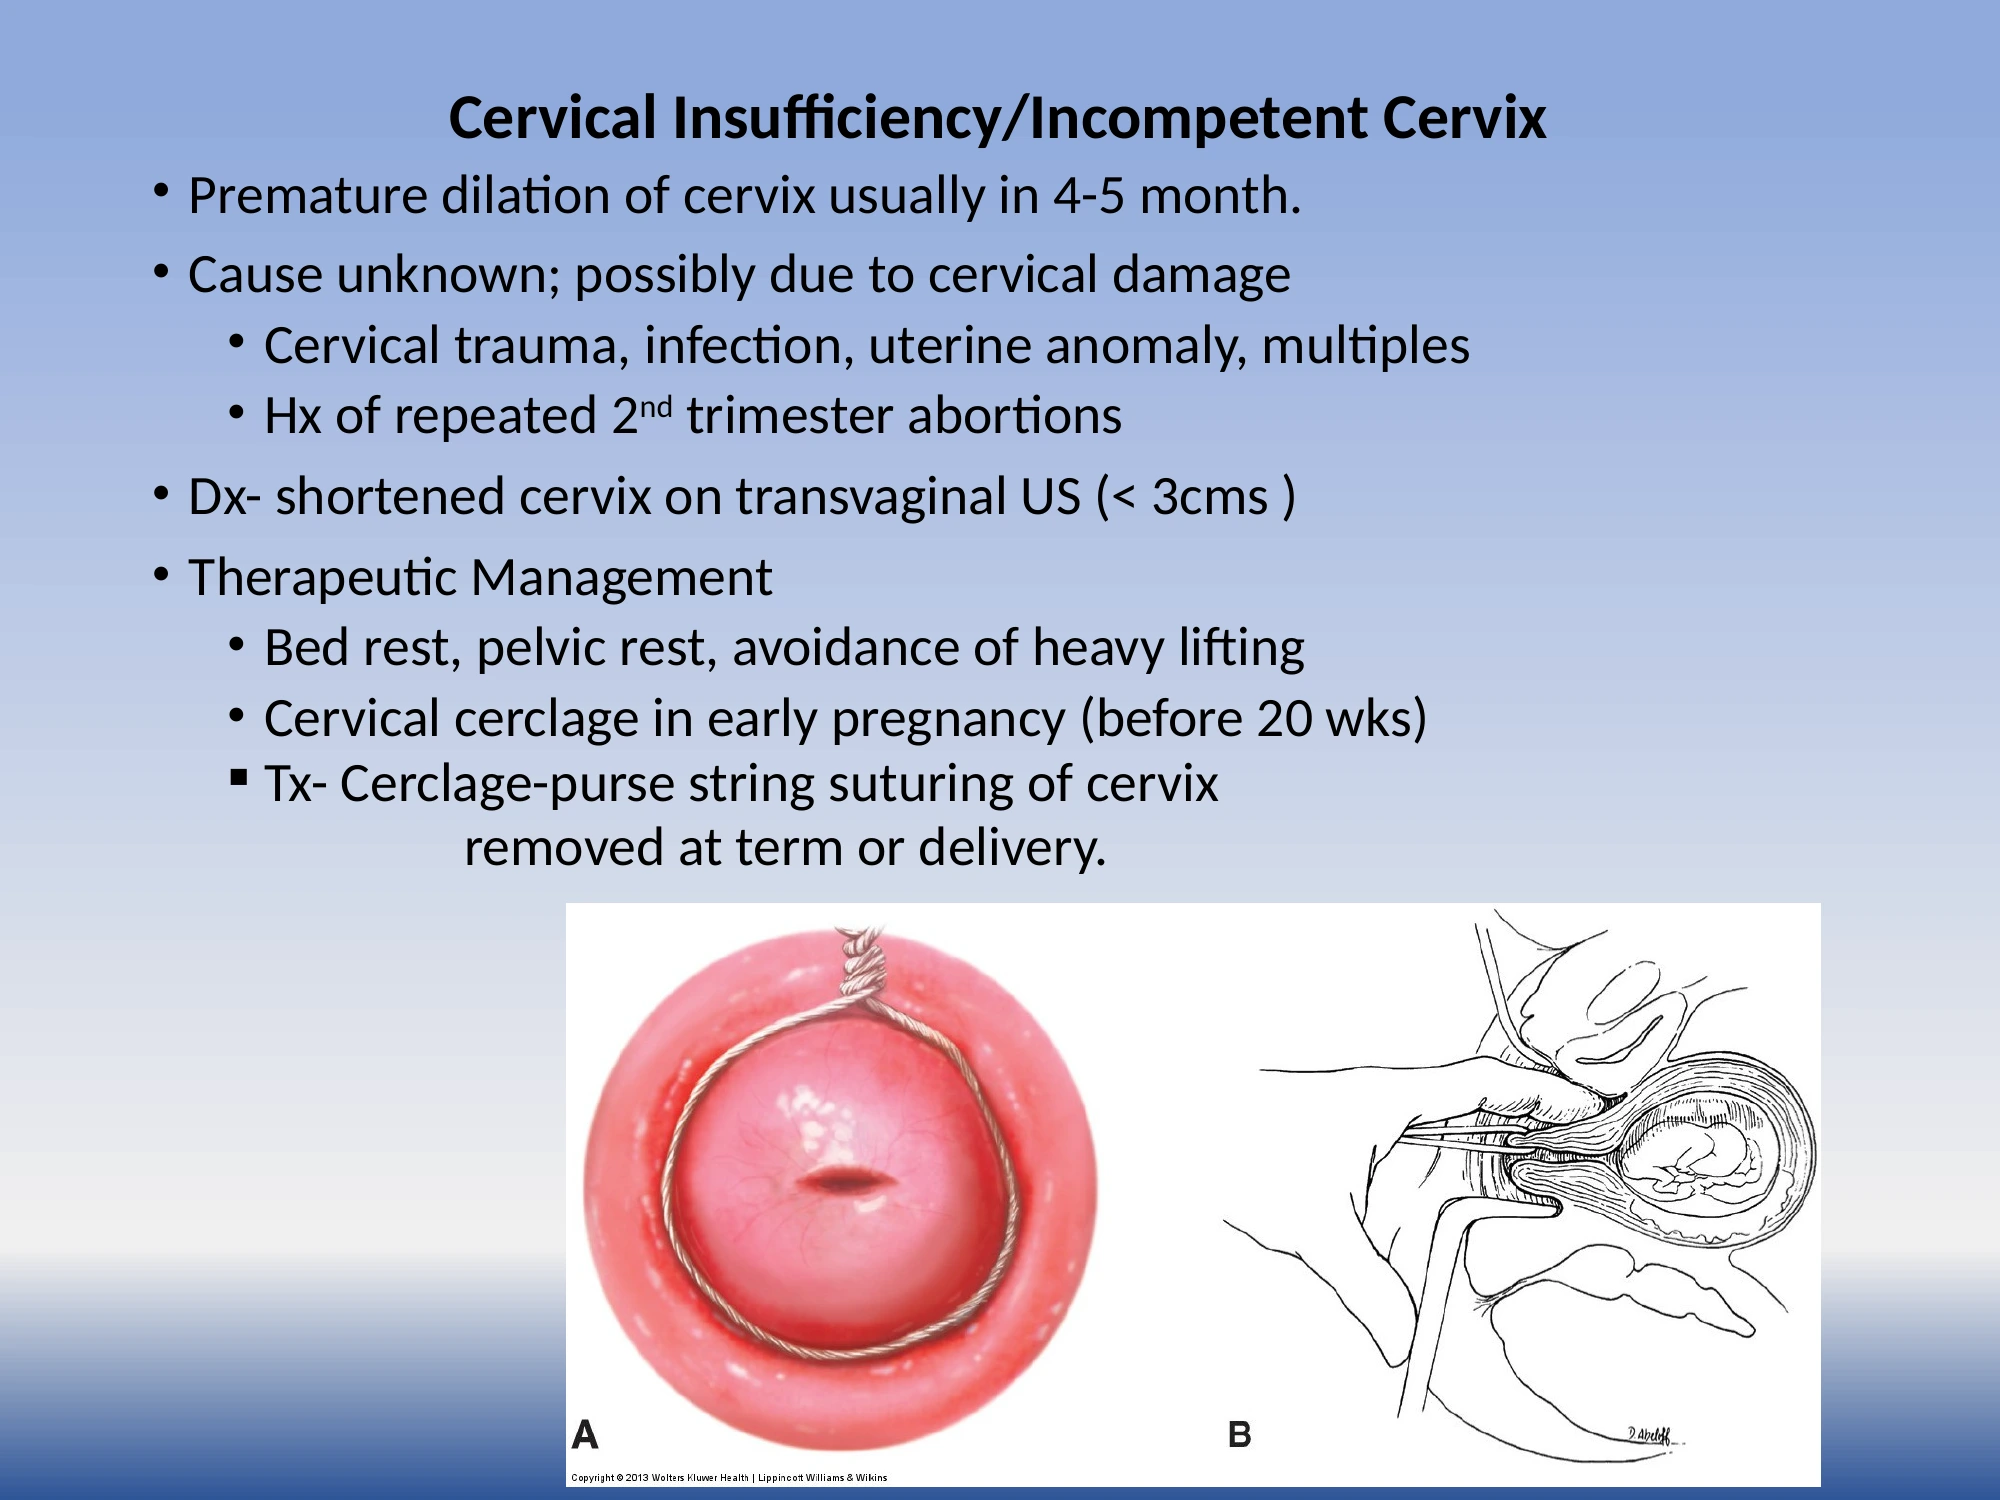 Cervical Insufficiency/Incompetent Cervix
• Premature dilation of cervix usually in 4-5 month.
• Cause unknown; possibly due to cervical damage
• Cervical trauma, infection, uterine anomaly, multiples
• Hx of repeated 2nd trimester abortions
• Dx- shortened cervix on transvaginal US (< 3cms )
• Therapeutic Management
• Bed rest, pelvic rest, avoidance of heavy lifting
• Cervical cerclage in early pregnancy (before 20 wks)
▪ Tx- Cerclage-purse string suturing of cervix
removed at term or delivery.
A
B
D. Abeloff
Copyright © 2013 Wolters Kluwer Health | Lippincott Williams & Wilkins